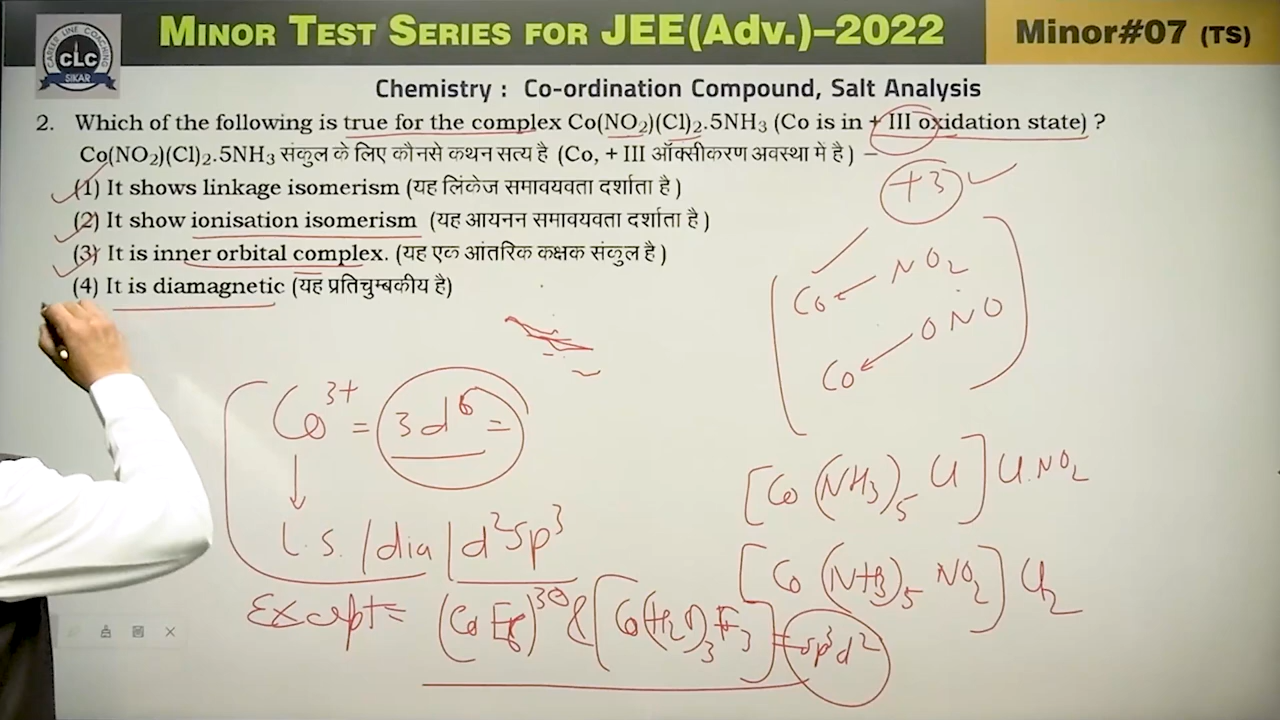 CAREER LINE COACHING
CLC
SIKAR
MINOR TEST SERIES FOR JEE(Adv.)–2022
Minor#07 (TS)
Chemistry : Co-ordination Compound, Salt Analysis
2. Which of the following is true for the complex Co(NO₂)(Cl)₂.5NH₃ (Co is in + III oxidation state) ?
Co(NO₂)(Cl)₂.5NH₃ संकुल के लिए कौनसे कथन सत्य है (Co, + III ऑक्सीकरण अवस्था में है) –
(1) It shows linkage isomerism (यह लिंकेज समावयवता दर्शाता है)
(2) It show ionisation isomerism (यह आयनन समावयवता दर्शाता है)
(3) It is inner orbital complex. (यह एक आंतरिक कक्षक संकुल है)
(4) It is diamagnetic (यह प्रतिचुम्बकीय है)
+3
Co ← NO₂
Co ← ONO
Co³⁺ = 3d⁶ =
L.S. / dia / d²sp³
[Co(NH₃)₅Cl]Cl.NO₂
[Co(NH₃)₅NO₂]Cl₂
Except = (CoF₆)³⁻ & [Co(H₂O)₃F₃] = sp³d²